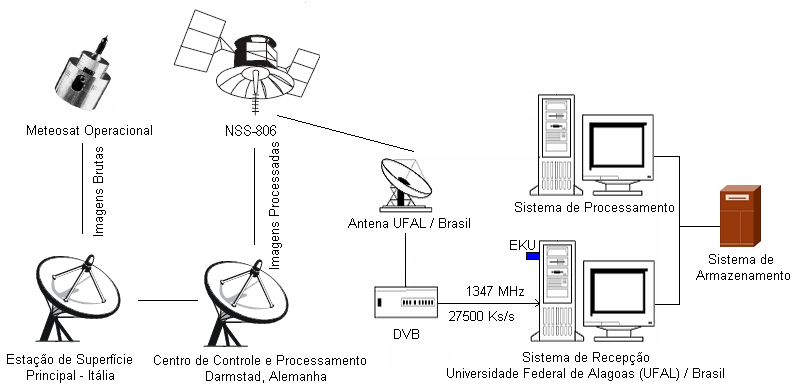 Meteosat Operacional
NSS-806
Imagens Brutas
Imagens Processadas
Antena UFAL / Brasil
Sistema de Processamento
EKU
Sistema de
Armazenamento
1347 MHz
27500 Ks/s
DVB
Estação de Superfície
Principal - Itália
Centro de Controle e Processamento
Darmstad, Alemanha
Sistema de Recepção
Universidade Federal de Alagoas (UFAL) / Brasil